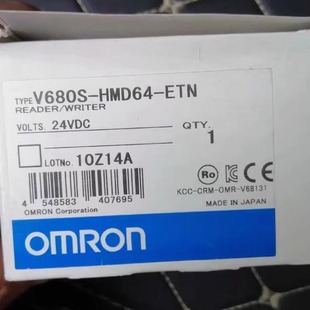 TYPE V680S-HMD64-ETN
READER/WRITER
VOLTS. 24VDC QTY.
1
LOTNo. 10Z14A
4 548583 407695
OMRON Corporation
Ro
KCC-CRM-OMR-V68131
MADE IN JAPAN
OMRON